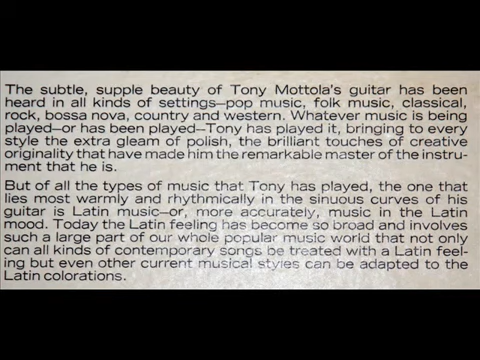 The subtle, supple beauty of Tony Mottola's guitar has been
heard in all kinds of settings—pop music, folk music, classical,
rock, bossa nova, country and western. Whatever music is being
played—or has been played—Tony has played it, bringing to every
style the extra gleam of polish, the brilliant touches of creative
originality that have made him the remarkable master of the instru-
ment that he is.
But of all the types of music that Tony has played, the one that
lies most warmly and rhythmically in the sinuous curves of his
guitar is Latin music—or, more accurately, music in the Latin
mood. Today the Latin feeling has become so broad and involves
such a large part of our whole popular music world that not only
can all kinds of contemporary songs be treated with a Latin feel-
ing but even other current musical styles can be adapted to the
Latin colorations.